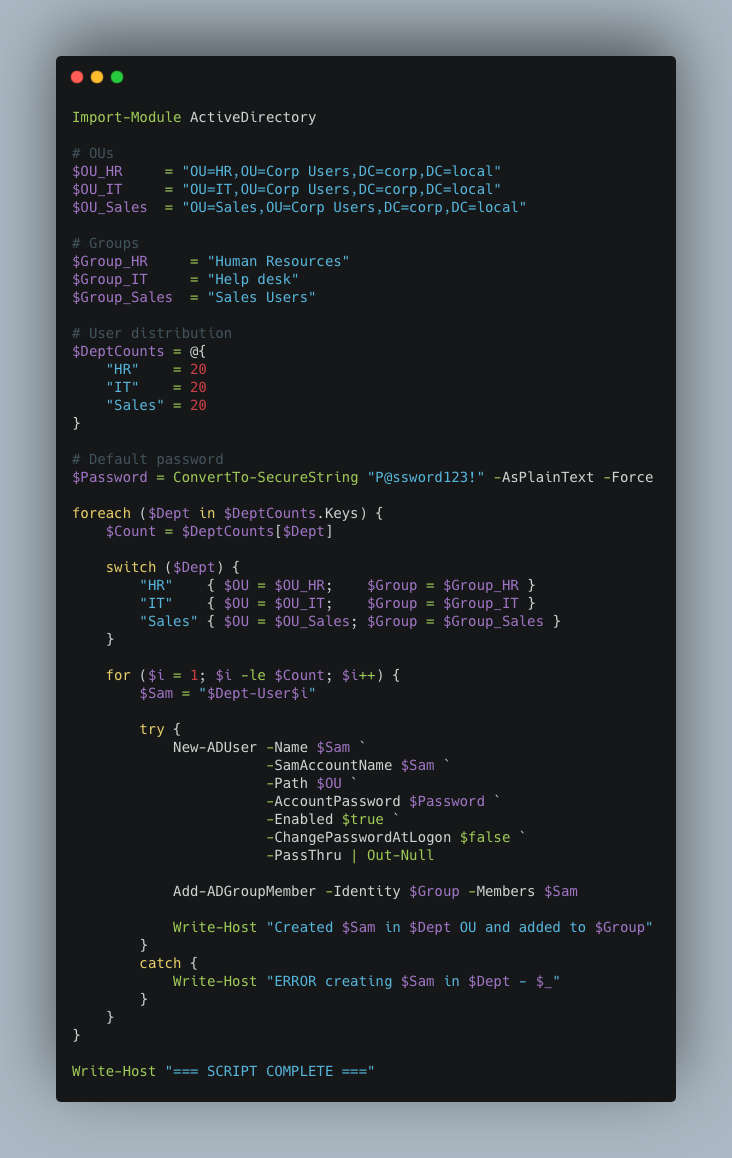 Import-Module ActiveDirectory

# OUs
$OU_HR     = "OU=HR,OU=Corp Users,DC=corp,DC=local"
$OU_IT     = "OU=IT,OU=Corp Users,DC=corp,DC=local"
$OU_Sales  = "OU=Sales,OU=Corp Users,DC=corp,DC=local"

# Groups
$Group_HR     = "Human Resources"
$Group_IT     = "Help desk"
$Group_Sales  = "Sales Users"

# User distribution
$DeptCounts = @{
    "HR"    = 20
    "IT"    = 20
    "Sales" = 20
}

# Default password
$Password = ConvertTo-SecureString "P@ssword123!" -AsPlainText -Force

foreach ($Dept in $DeptCounts.Keys) {
    $Count = $DeptCounts[$Dept]

    switch ($Dept) {
        "HR"    { $OU = $OU_HR;    $Group = $Group_HR }
        "IT"    { $OU = $OU_IT;    $Group = $Group_IT }
        "Sales" { $OU = $OU_Sales; $Group = $Group_Sales }
    }

    for ($i = 1; $i -le $Count; $i++) {
        $Sam = "$Dept-User$i"

        try {
            New-ADUser -Name $Sam `
                       -SamAccountName $Sam `
                       -Path $OU `
                       -AccountPassword $Password `
                       -Enabled $true `
                       -ChangePasswordAtLogon $false `
                       -PassThru | Out-Null

            Add-ADGroupMember -Identity $Group -Members $Sam

            Write-Host "Created $Sam in $Dept OU and added to $Group"
        }
        catch {
            Write-Host "ERROR creating $Sam in $Dept - $_"
        }
    }
}

Write-Host "=== SCRIPT COMPLETE ==="